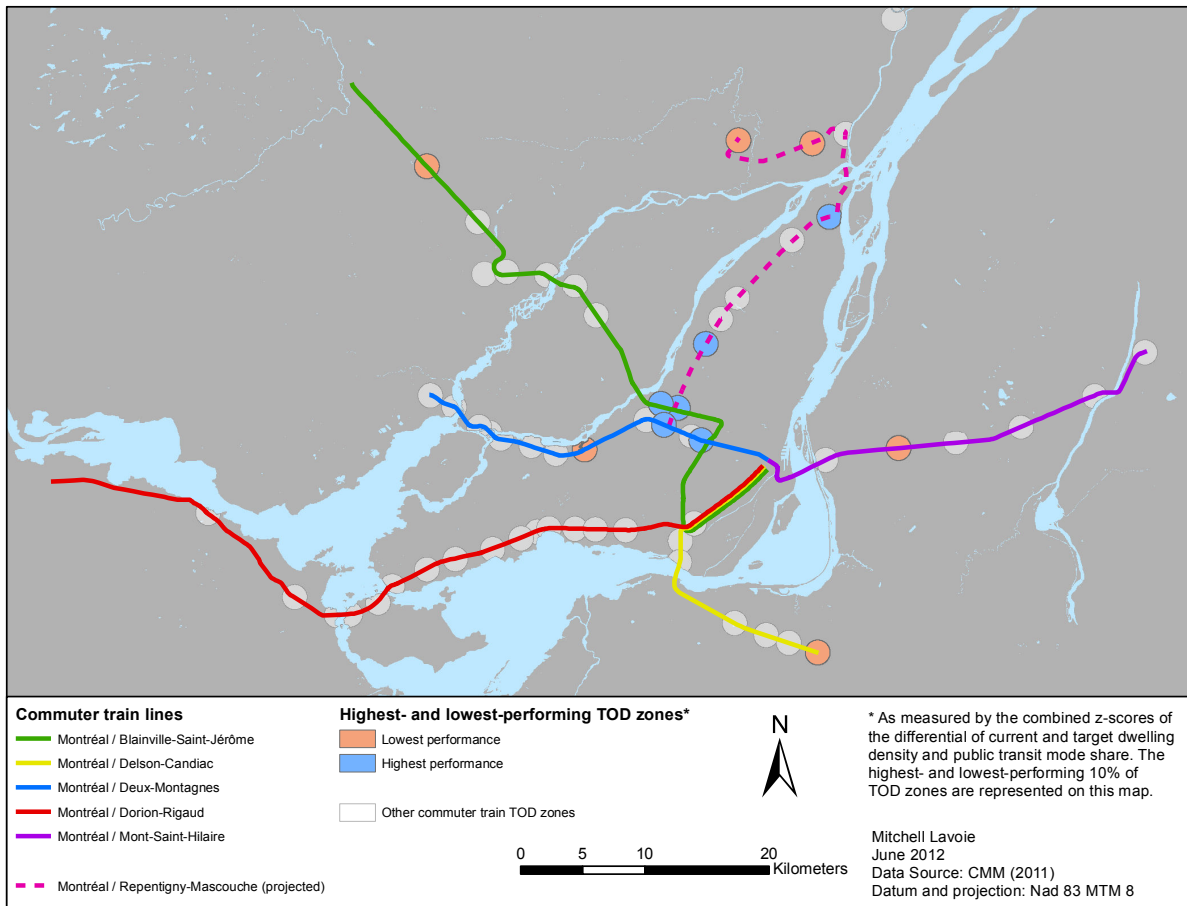 Commuter train lines
Montréal / Blainville-Saint-Jérôme
Montréal / Delson-Candiac
Montréal / Deux-Montagnes
Montréal / Dorion-Rigaud
Montréal / Mont-Saint-Hilaire
Montréal / Repentigny-Mascouche (projected)
Highest- and lowest-performing TOD zones*
Lowest performance
Highest performance
Other commuter train TOD zones
N
0 5 10 20
Kilometers
* As measured by the combined z-scores of
the differential of current and target dwelling
density and public transit mode share. The
highest- and lowest-performing 10% of
TOD zones are represented on this map.
Mitchell Lavoie
June 2012
Data Source: CMM (2011)
Datum and projection: Nad 83 MTM 8